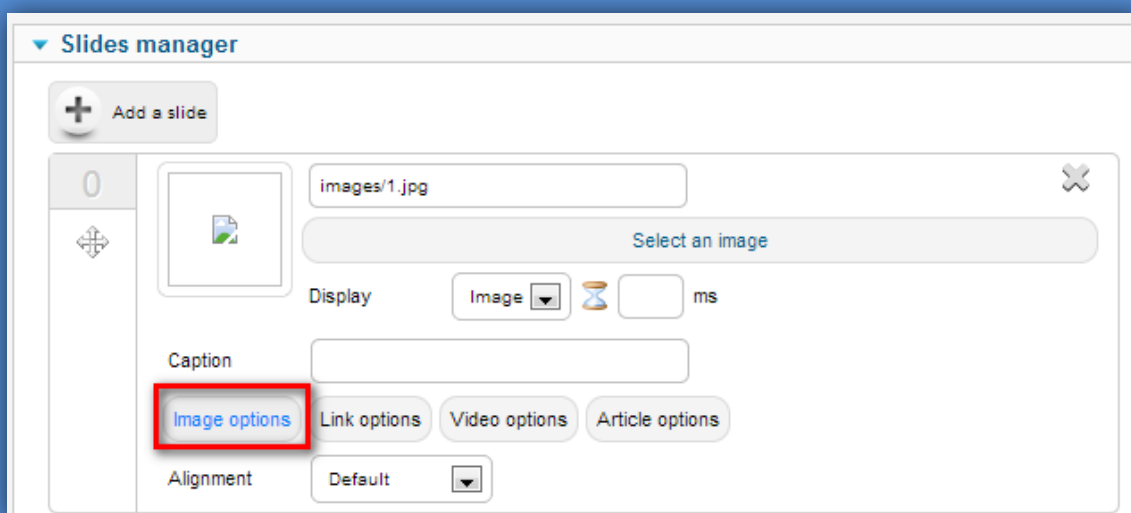 Slides manager
Add a slide
0
images/1.jpg
Select an image
Display Image ms
Caption
Image options Link options Video options Article options
Alignment Default